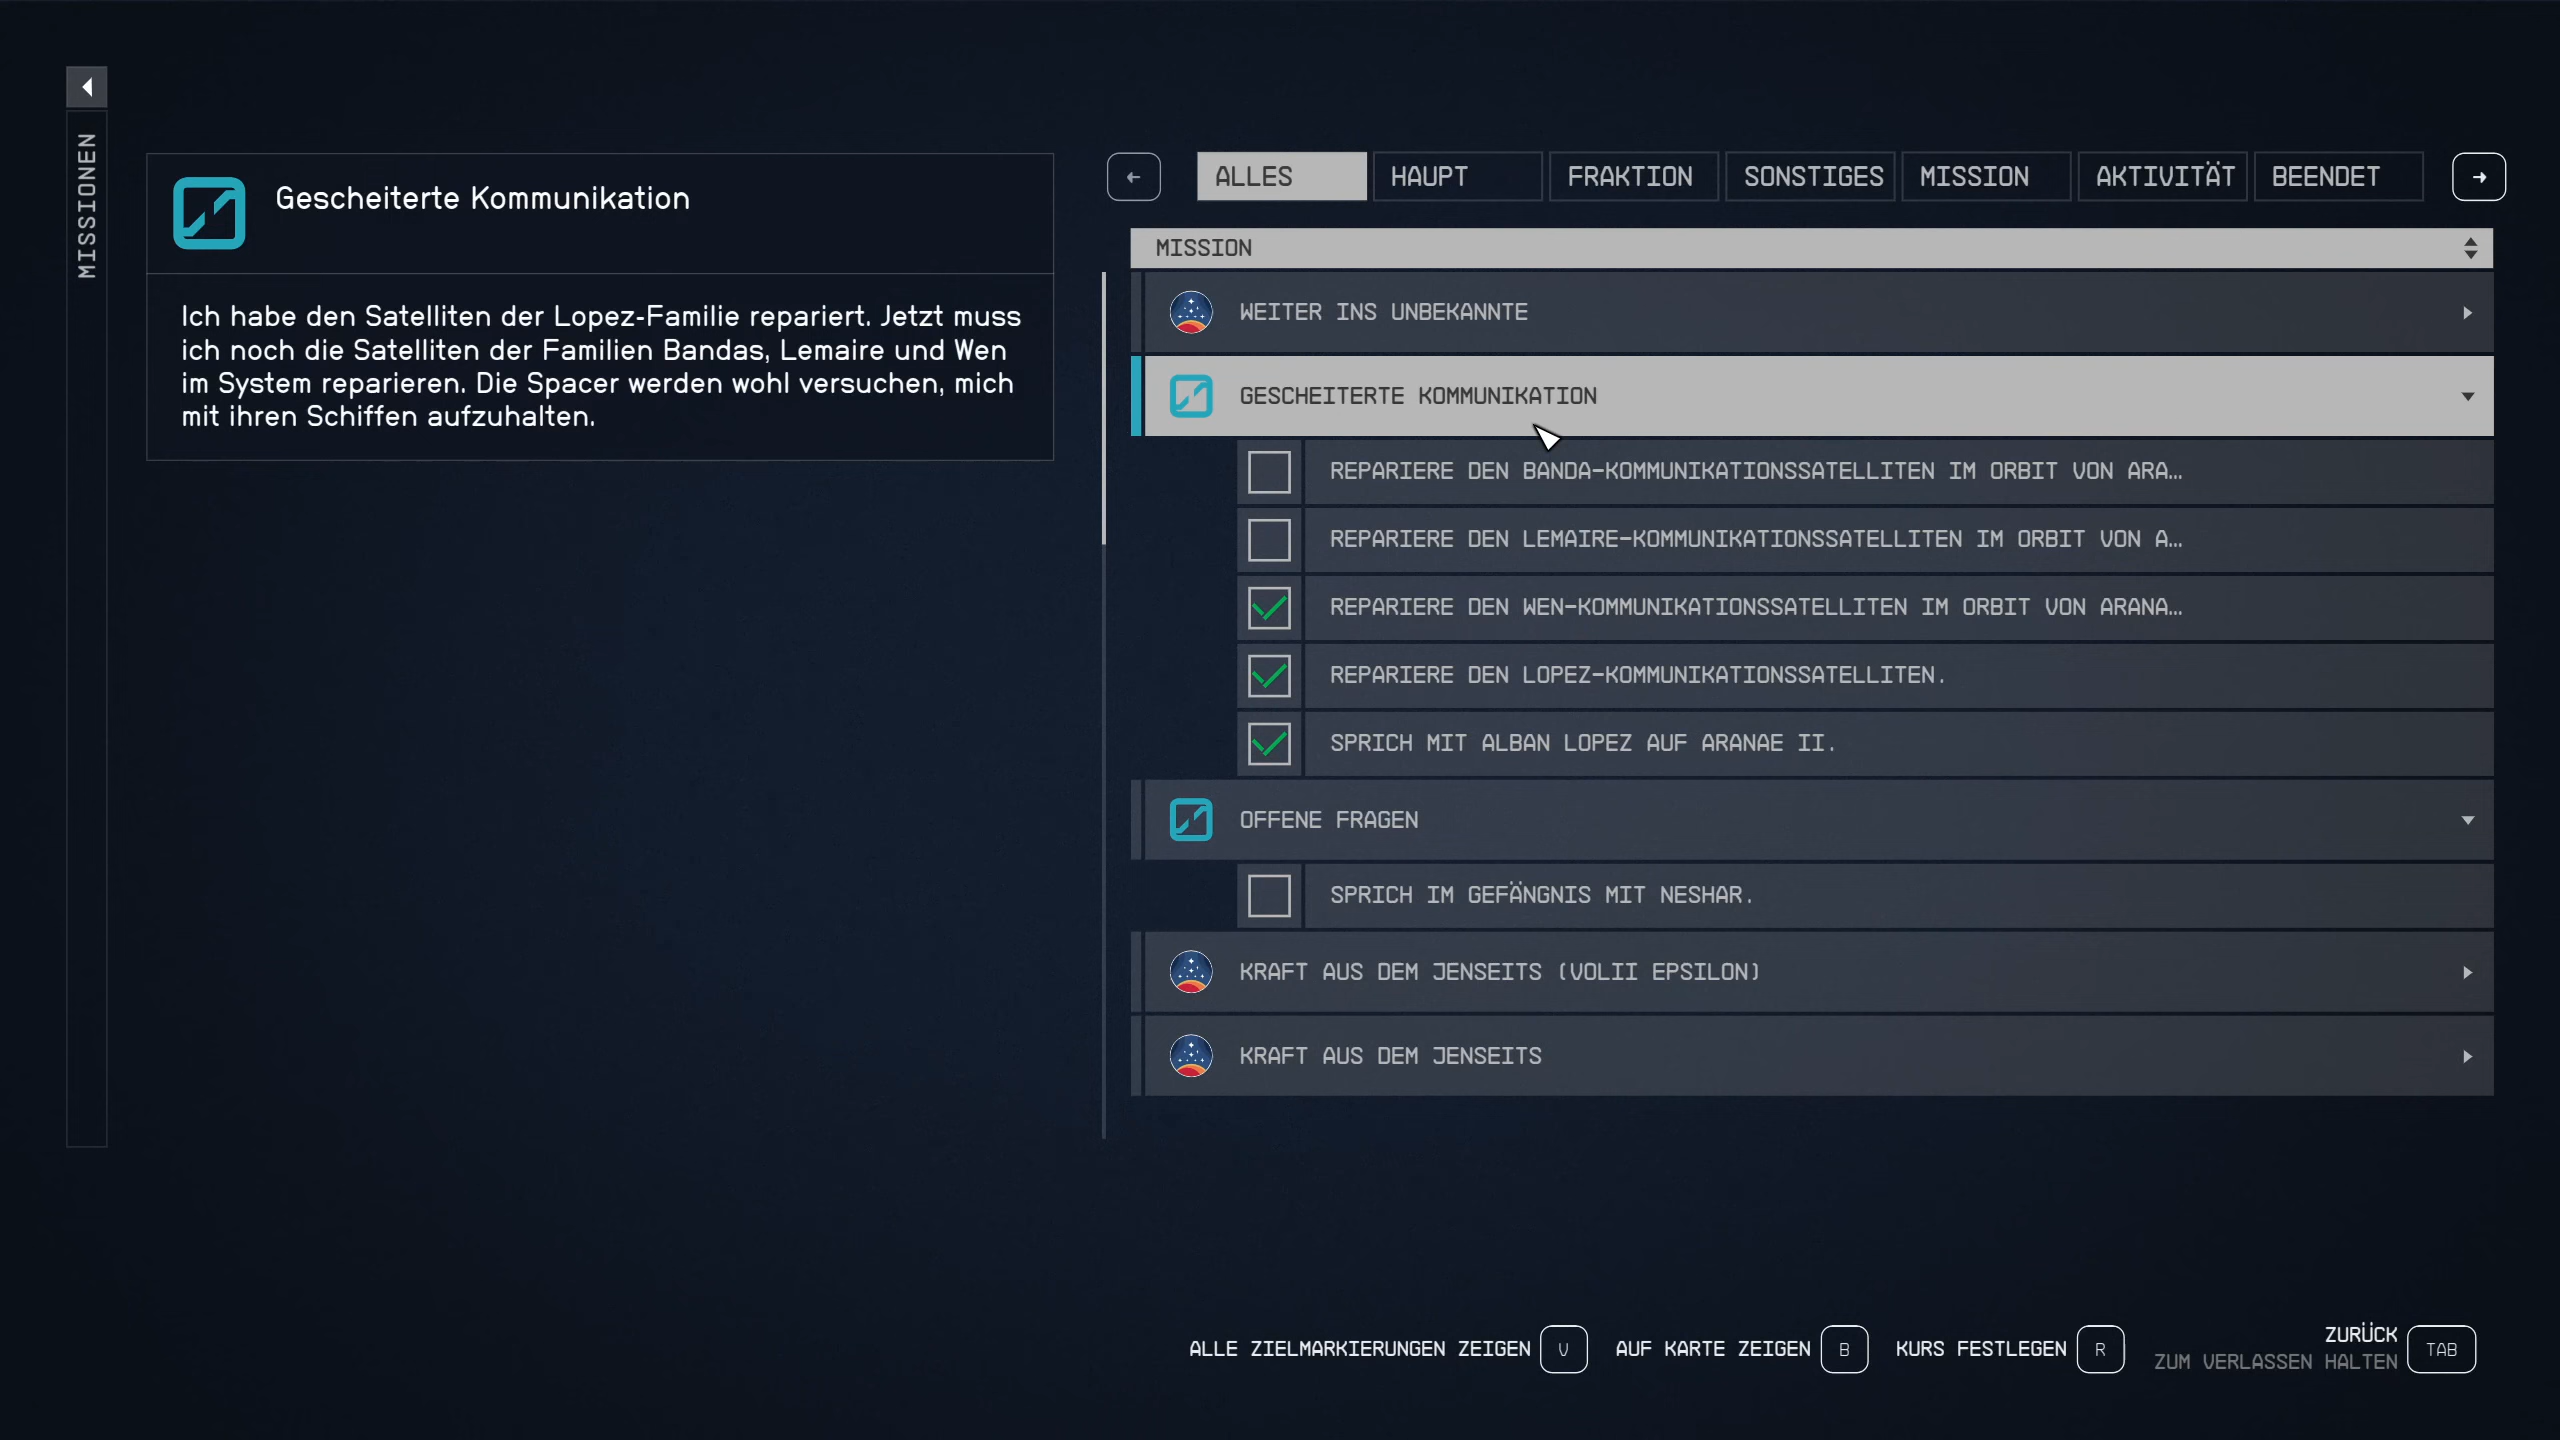 MISSIONEN
Gescheiterte Kommunikation
Ich habe den Satelliten der Lopez-Familie repariert. Jetzt muss
ich noch die Satelliten der Familien Bandas, Lemaire und Wen
im System reparieren. Die Spacer werden wohl versuchen, mich
mit ihren Schiffen aufzuhalten.
ALLES HAUPT FRAKTION SONSTIGES MISSION AKTIVITÄT BEENDET
MISSION
WEITER INS UNBEKANNTE
GESCHEITERTE KOMMUNIKATION
REPARIERE DEN BANDA-KOMMUNIKATIONSSATELLITEN IM ORBIT VON ARA...
REPARIERE DEN LEMAIRE-KOMMUNIKATIONSSATELLITEN IM ORBIT VON A...
REPARIERE DEN WEN-KOMMUNIKATIONSSATELLITEN IM ORBIT VON ARANA...
REPARIERE DEN LOPEZ-KOMMUNIKATIONSSATELLITEN.
SPRICH MIT ALBAN LOPEZ AUF ARANAE II.
OFFENE FRAGEN
SPRICH IM GEFÄNGNIS MIT NESHAR.
KRAFT AUS DEM JENSEITS (VOLII EPSILON)
KRAFT AUS DEM JENSEITS
ALLE ZIELMARKIERUNGEN ZEIGEN V AUF KARTE ZEIGEN B KURS FESTLEGEN R ZURÜCK TAB
ZUM VERLASSEN HALTEN